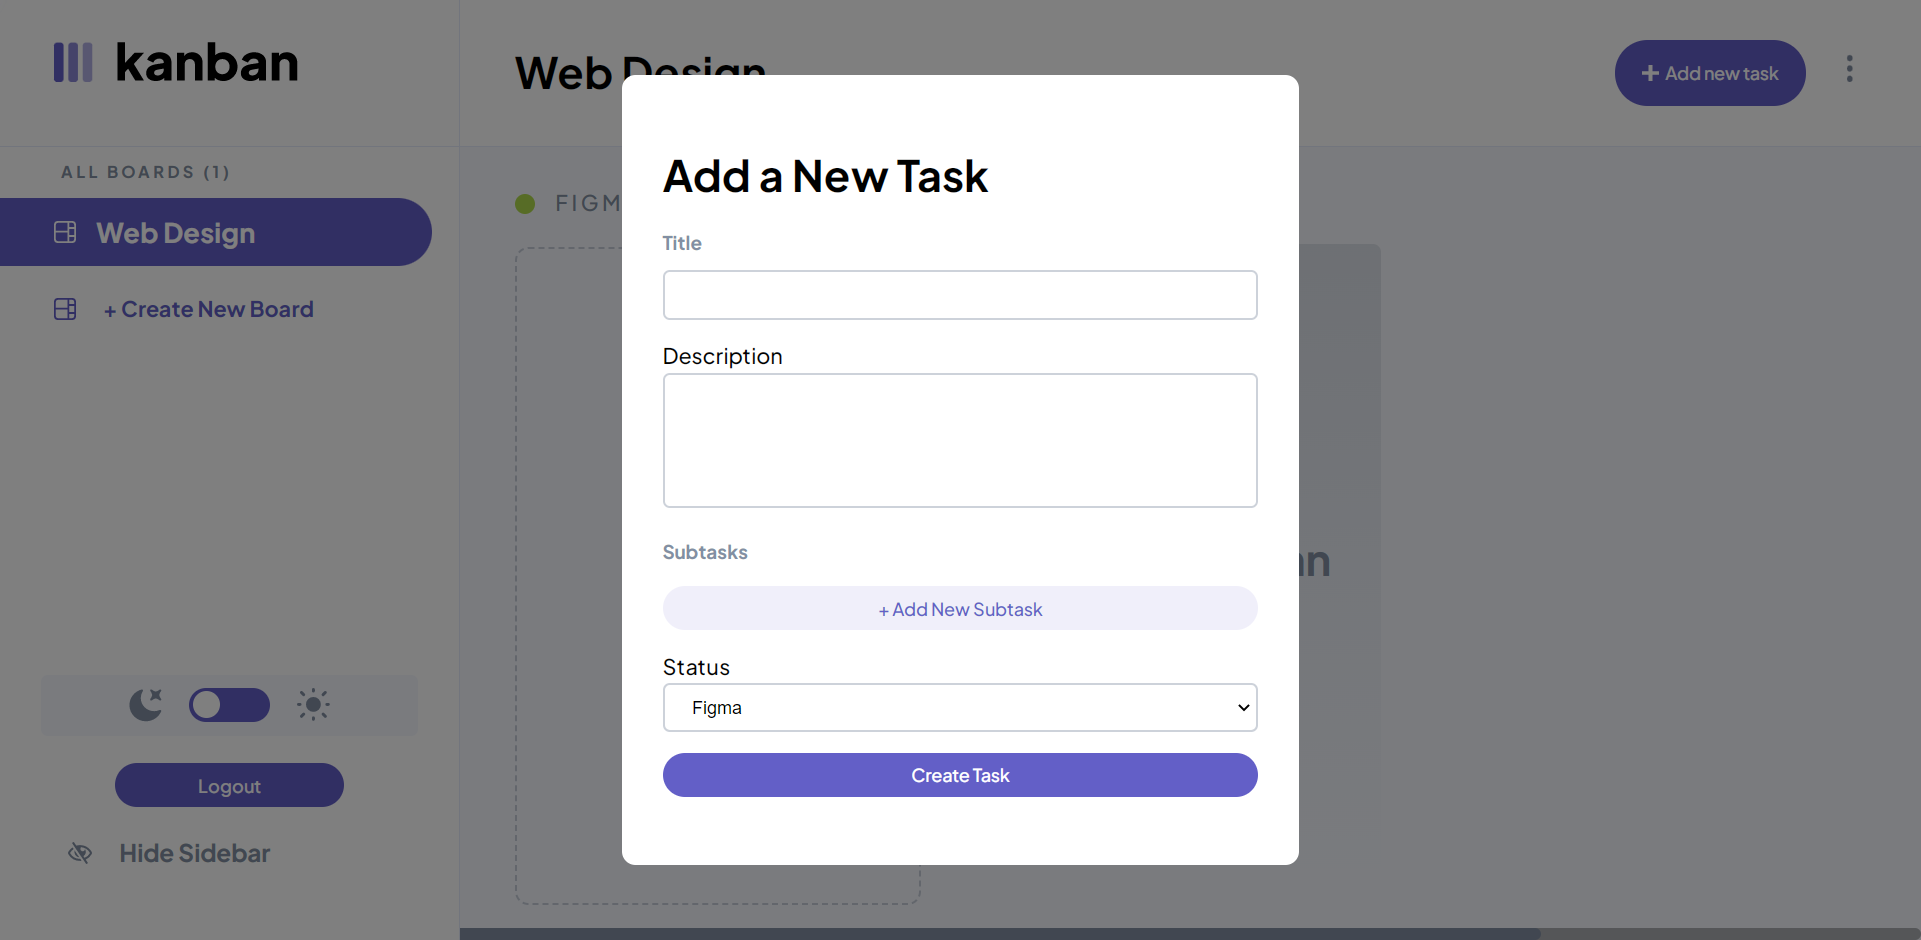 kanban
Web Design
+ Add new task
ALL BOARDS (1)
Web Design
+ Create New Board
Logout
Hide Sidebar
Add a New Task
Title
Description
Subtasks
+ Add New Subtask
Status
Figma
Create Task